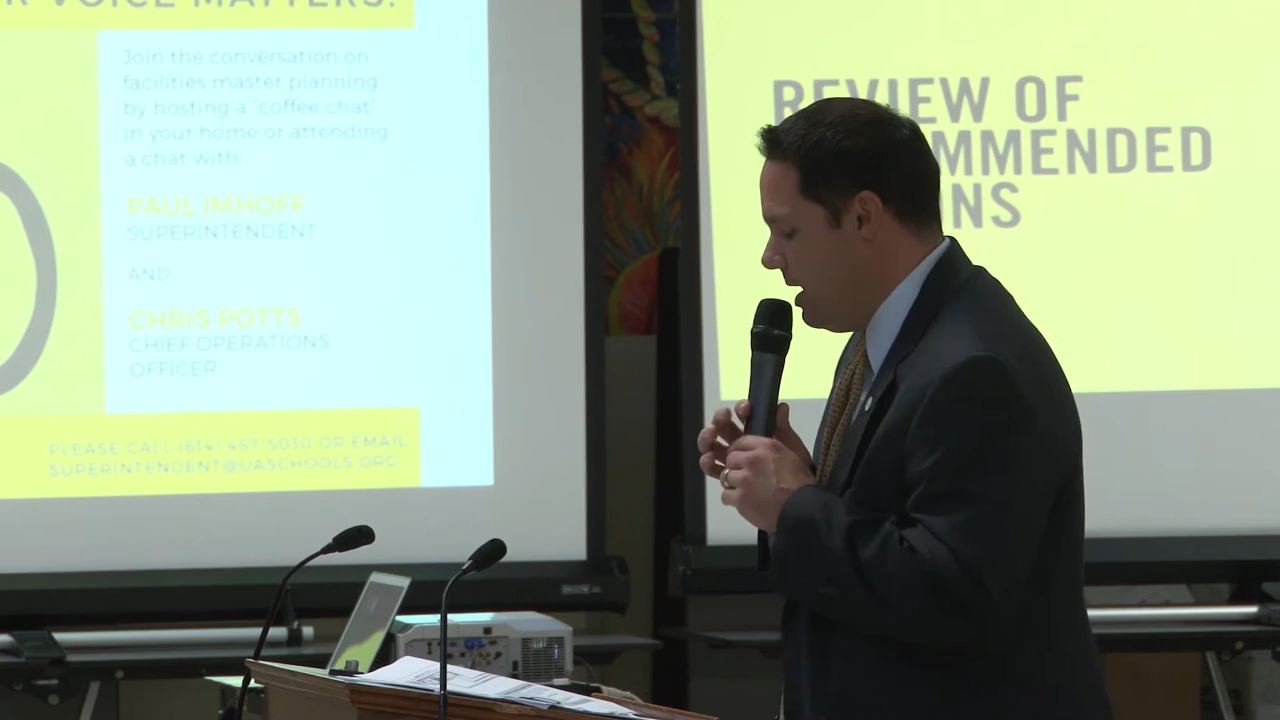 R VOICE MATTERS.
Join the conversation on
facilities master planning
by hosting a "coffee chat"
in your home or attending
a chat with:
PAUL IMHOFF
SUPERINTENDENT
AND
CHRIS POTTS
CHIEF OPERATIONS
OFFICER
PLEASE CALL (614) 487-5010 OR EMAIL
SUPERINTENDENT@UASCHOOLS.ORG
REVIEW OF
MMENDED
NS